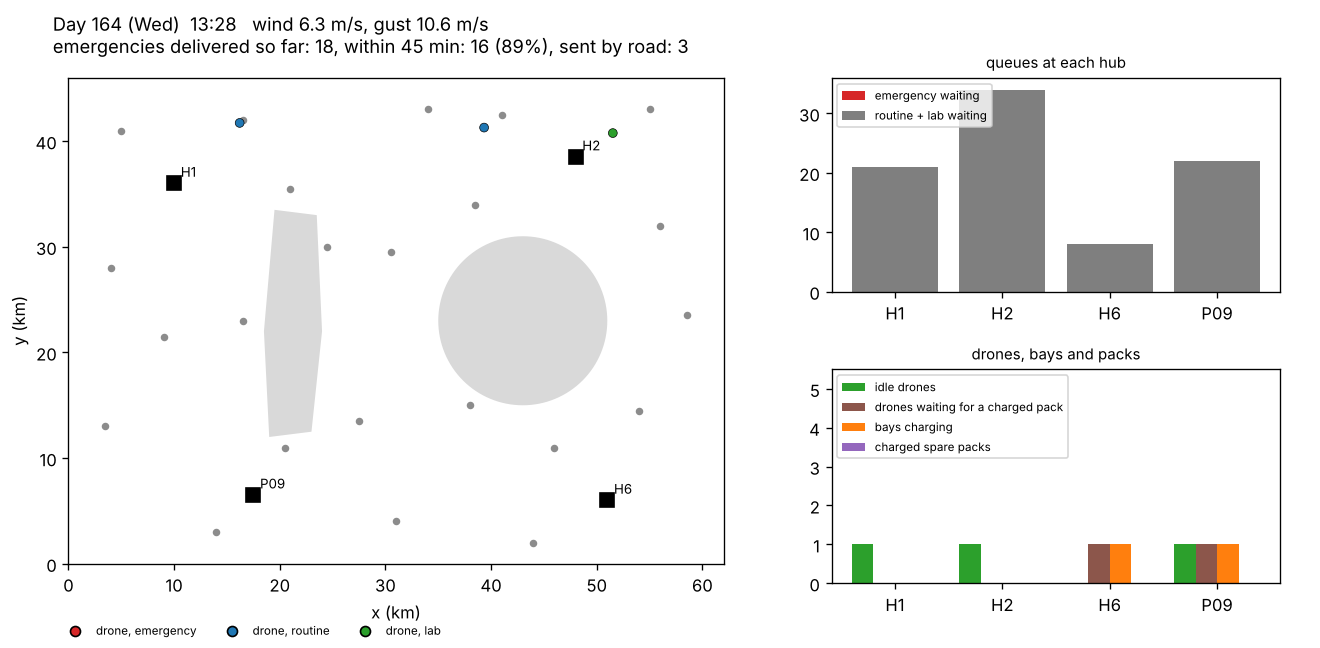 Day 164 (Wed)  13:28   wind 6.3 m/s, gust 10.6 m/s
emergencies delivered so far: 18, within 45 min: 16 (89%), sent by road: 3
H1
H2
P09
H6
0
10
20
30
40
y (km)
0 10 20 30 40 50 60
x (km)
drone, emergency
drone, routine
drone, lab
queues at each hub
emergency waiting
routine + lab waiting
30
20
10
0
H1 H2 H6 P09
drones, bays and packs
idle drones
drones waiting for a charged pack
bays charging
charged spare packs
5
4
3
2
1
0
H1 H2 H6 P09